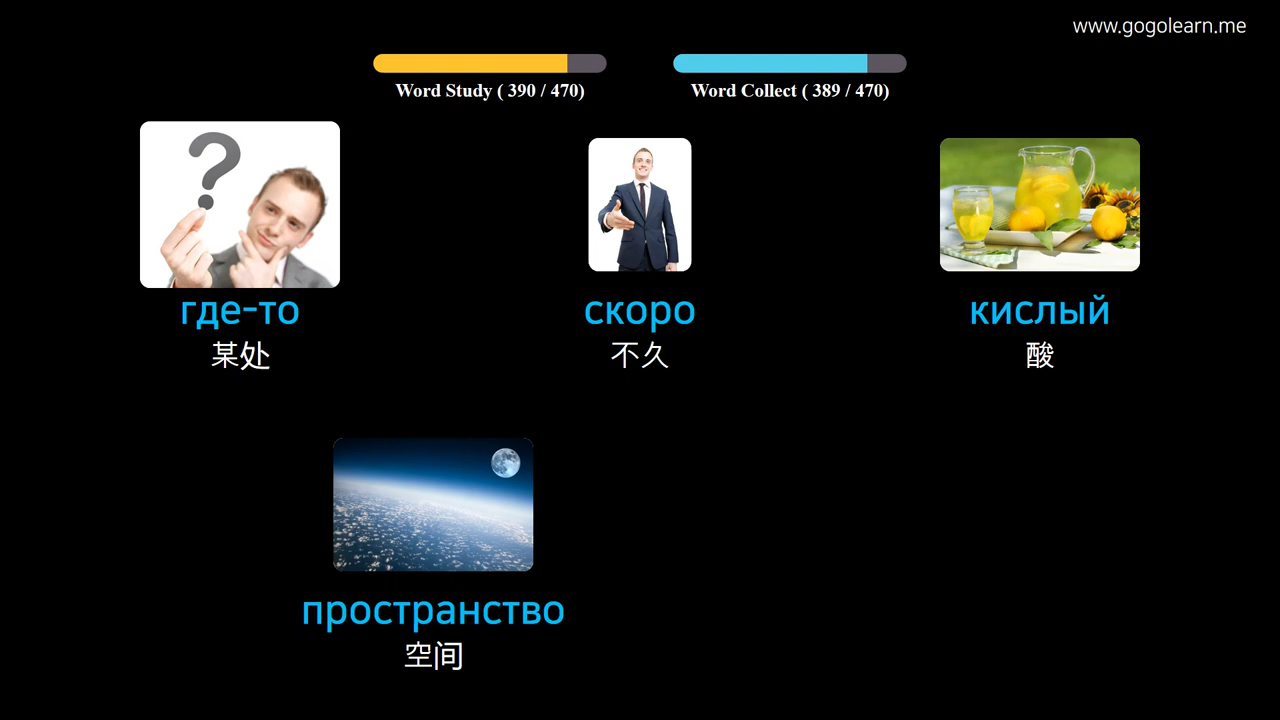 www.gogolearn.me
Word Study ( 390 / 470)
Word Collect ( 389 / 470)
где-то
某处
скоро
不久
кислый
酸
пространство
空间